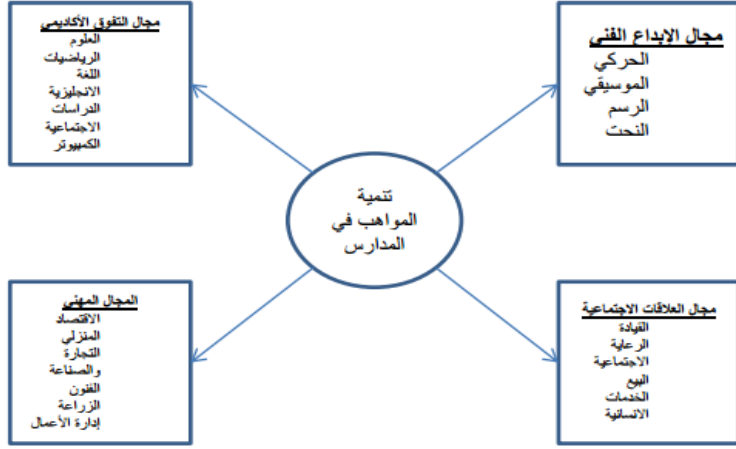 مجال الإبداع الفني
الحركي
الموسيقي
الرسم
النحت
مجال التفوق الأكاديمي
العلوم
الرياضيات
اللغة
الانجليزية
الدراسات
الاجتماعية
الكمبيوتر
تنمية
المواهب في
المدارس
مجال العلاقات الاجتماعية
القيادة
الرعاية
الاجتماعية
البيع
الخدمات
الانسانية
المجال المهني
الاقتصاد
المنزلي
التجارة
والصناعة
الفنون
الزراعة
إدارة الأعمال